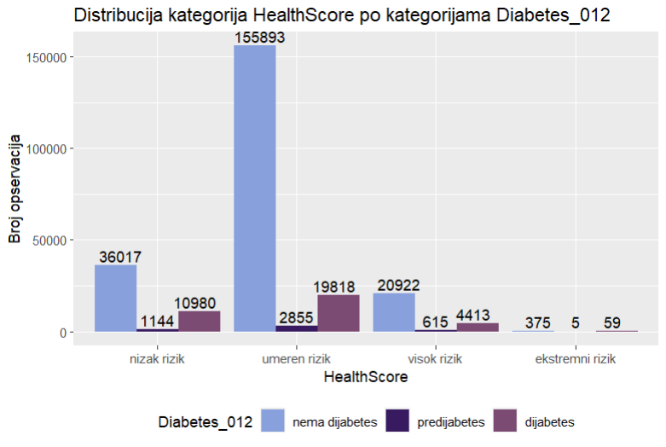 Distribucija kategorija HealthScore po kategorijama Diabetes_012
155893
150000
Broj opservacija
100000
50000
36017
20922
19818
10980
1144
2855
615
4413
375
5
59
0
nizak rizik
umeren rizik
visok rizik
ekstremni rizik
HealthScore
Diabetes_012
nema dijabetes
predijabetes
dijabetes